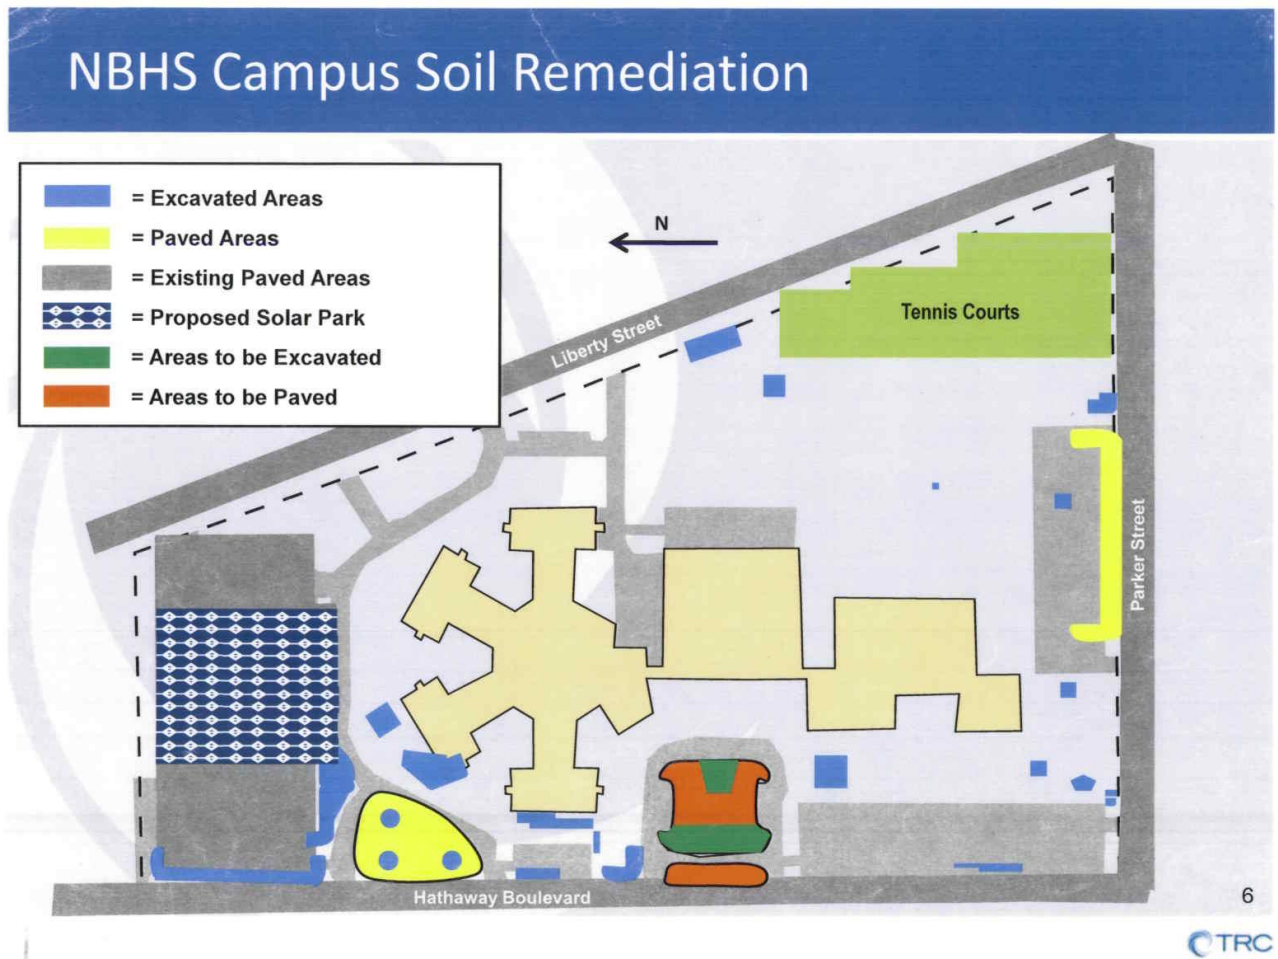 NBHS Campus Soil Remediation
= Excavated Areas
= Paved Areas
= Existing Paved Areas
= Proposed Solar Park
= Areas to be Excavated
= Areas to be Paved
N
Liberty Street
Tennis Courts
Parker Street
Hathaway Boulevard
6
TRC